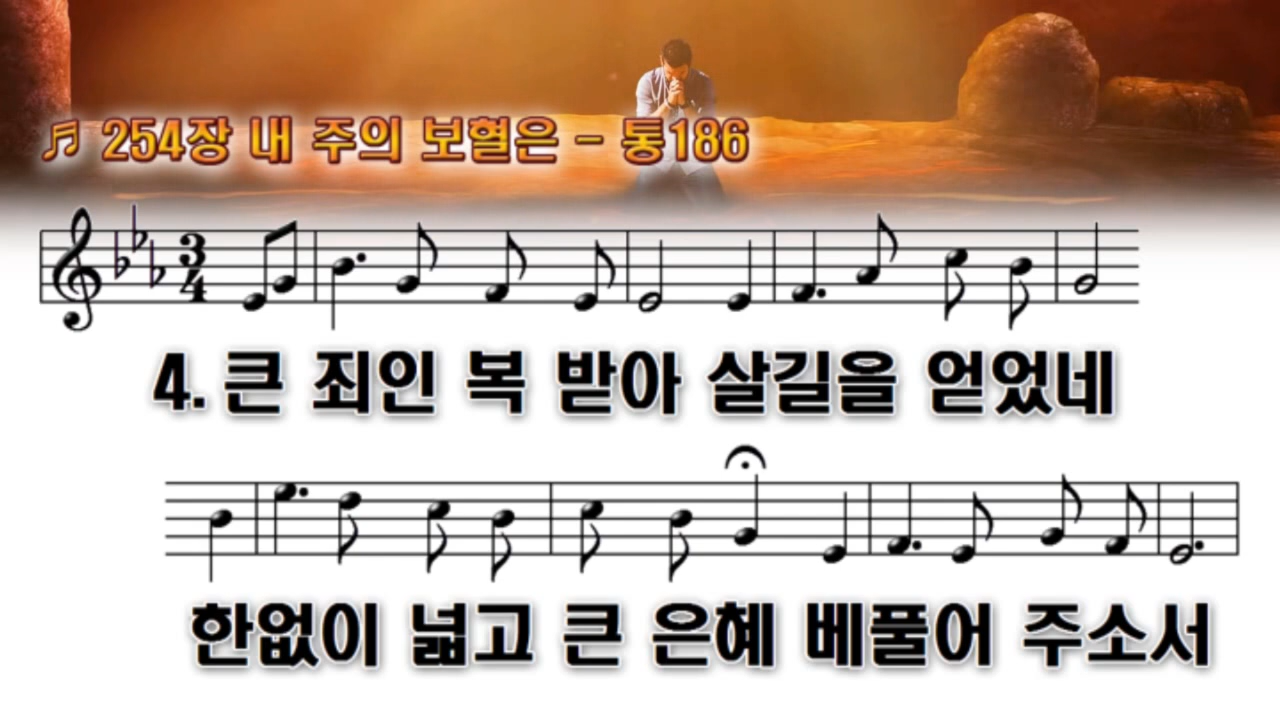 ♬ 254장 내 주의 보혈은 - 통186
3
4
4. 큰 죄인 복 받아 살길을 얻었네
한없이 넓고 큰 은혜 베풀어 주소서